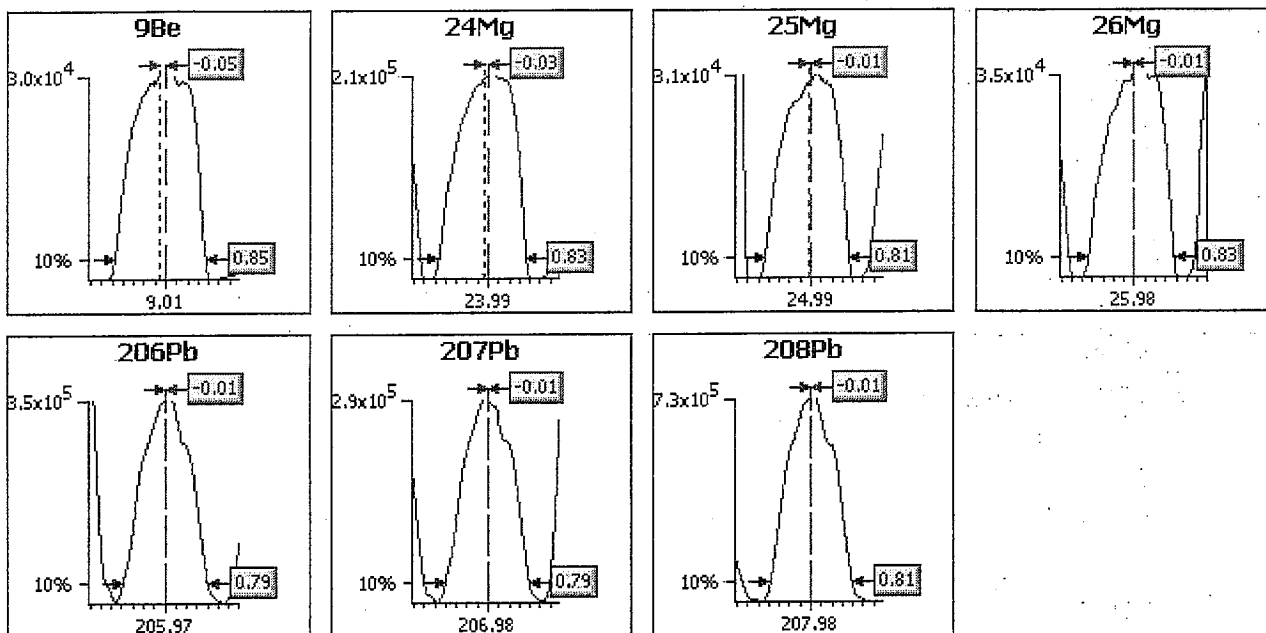 9Be
-0.05
3.0x10^4
10%
0.85
9.01
24Mg
-0.03
2.1x10^5
10%
0.83
23.99
25Mg
-0.01
3.1x10^4
10%
0.81
24.99
26Mg
-0.01
3.5x10^4
10%
0.83
25.98
206Pb
-0.01
3.5x10^5
10%
0.79
205.97
207Pb
-0.01
2.9x10^5
10%
0.79
206.98
208Pb
-0.01
7.3x10^5
10%
0.81
207.98